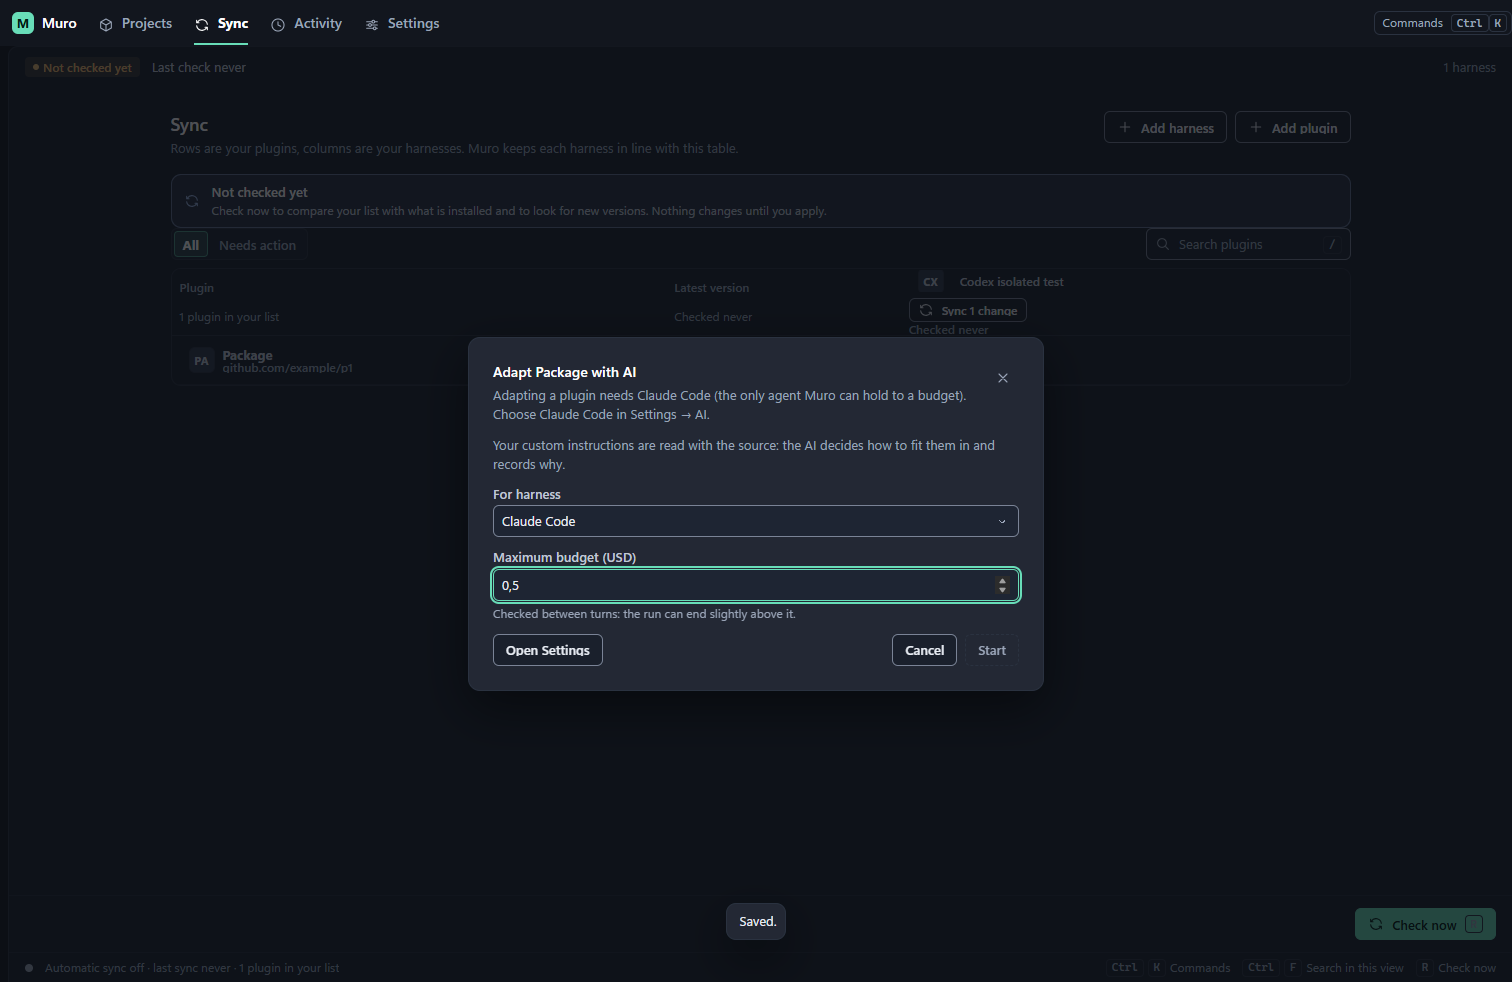 M Muro Projects Sync Activity Settings Commands Ctrl K
Not checked yet Last check never 1 harness
Sync
Rows are your plugins, columns are your harnesses. Muro keeps each harness in line with this table.
Add harness Add plugin
Not checked yet
Check now to compare your list with what is installed and to look for new versions. Nothing changes until you apply.
All Needs action Search plugins /
Plugin Latest version CX Codex isolated test
1 plugin in your list Checked never Sync 1 change
Checked never
PA Package
github.com/example/p1
Adapt Package with AI
Adapting a plugin needs Claude Code (the only agent Muro can hold to a budget).
Choose Claude Code in Settings → AI.
Your custom instructions are read with the source: the AI decides how to fit them in and
records why.
For harness
Claude Code
Maximum budget (USD)
0,5
Checked between turns: the run can end slightly above it.
Open Settings Cancel Start
Saved.
Check now
Automatic sync off · last sync never · 1 plugin in your list Ctrl K Commands Ctrl F Search in this view R Check now